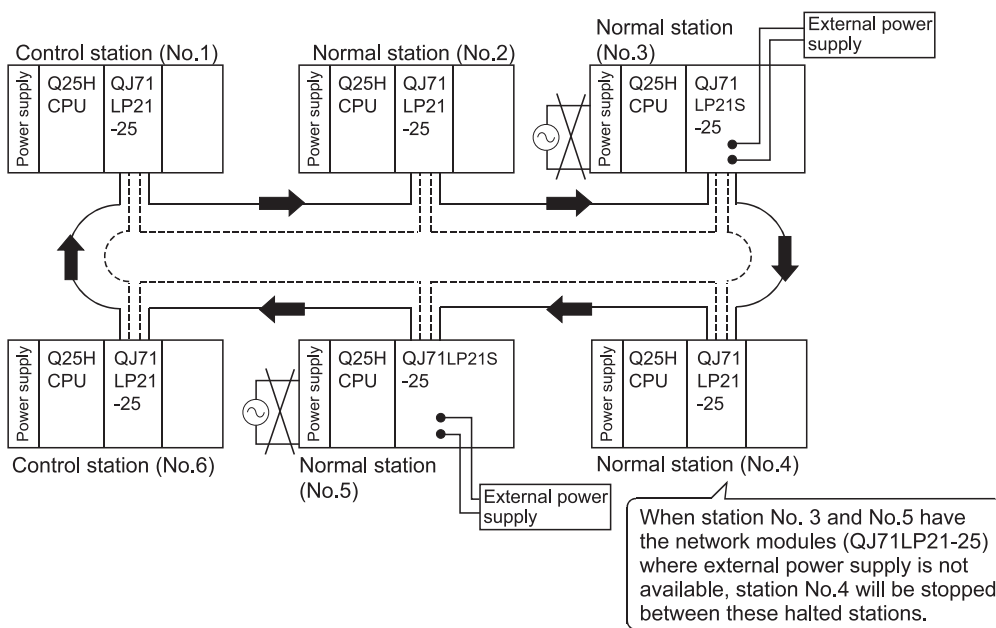 Control station (No.1)
Power supply
Q25H
CPU
QJ71
LP21
-25
Normal station (No.2)
Power supply
Q25H
CPU
QJ71
LP21
-25
Normal station
(No.3)
Power supply
Q25H
CPU
QJ71
LP21S
-25
External power
supply
Power supply
Q25H
CPU
QJ71
LP21
-25
Control station (No.6)
Power supply
Q25H
CPU
QJ71LP21S
-25
Normal station
(No.5)
External power
supply
Power supply
Q25H
CPU
QJ71
LP21
-25
Normal station (No.4)
When station No. 3 and No.5 have
the network modules (QJ71LP21-25)
where external power supply is not
available, station No.4 will be stopped
between these halted stations.